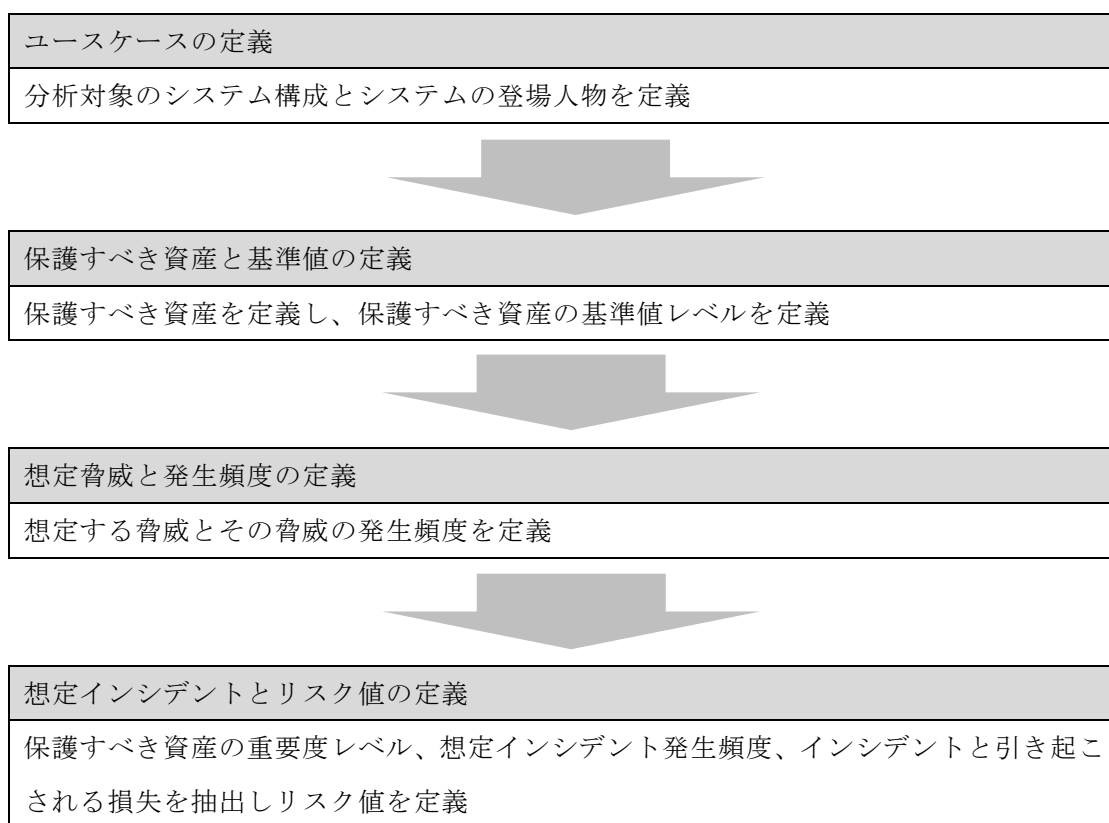 ユースケースの定義
分析対象のシステム構成とシステムの登場人物を定義
保護すべき資産と基準値の定義
保護すべき資産を定義し、保護すべき資産の基準値レベルを定義
想定脅威と発生頻度の定義
想定する脅威とその脅威の発生頻度を定義
想定インシデントとリスク値の定義
保護すべき資産の重要度レベル、想定インシデント発生頻度、インシデントと引き起こ
される損失を抽出しリスク値を定義